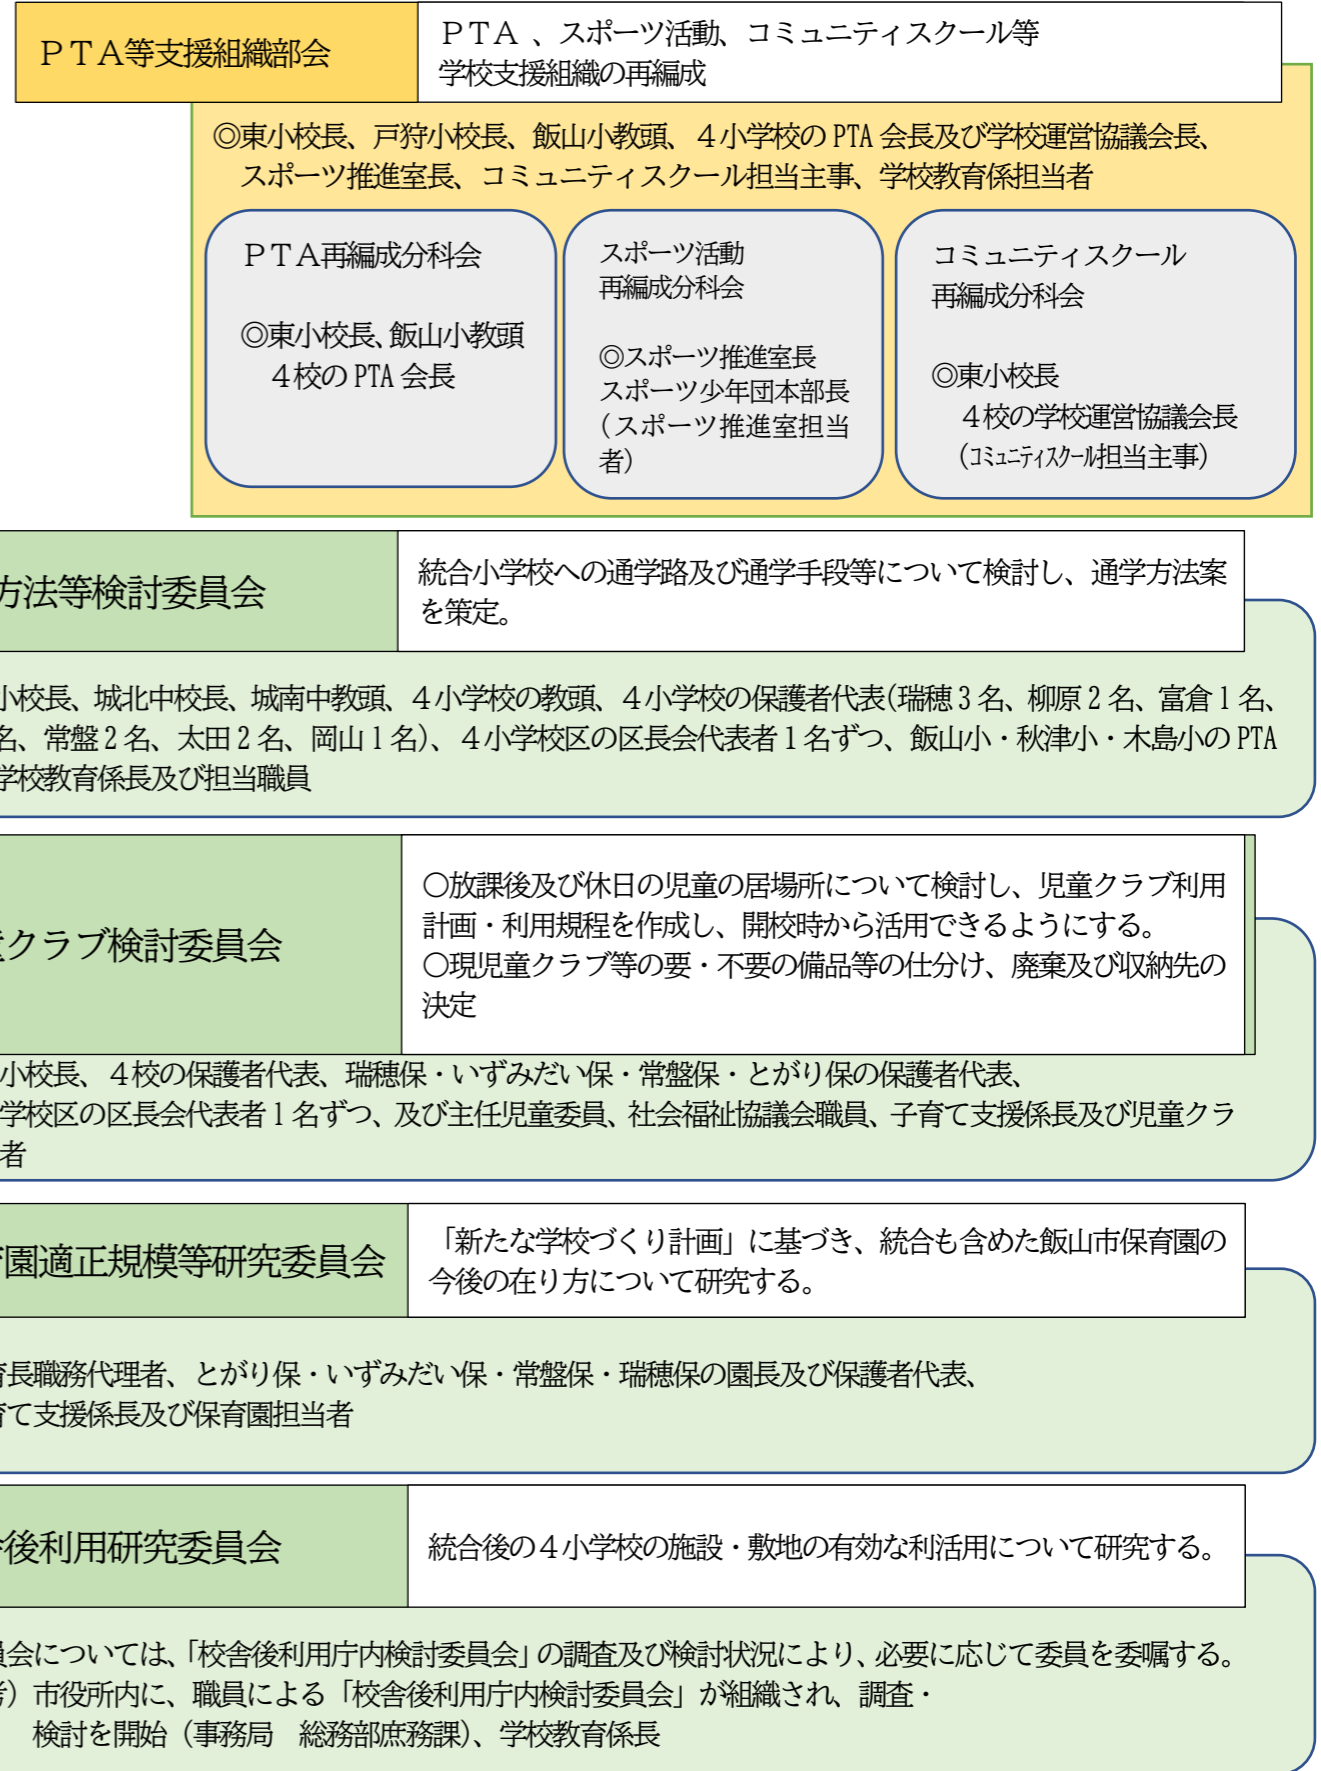 ＰＴＡ等支援組織部会
ＰＴＡ 、スポーツ活動、コミュニティスクール等
学校支援組織の再編成
◎東小校長、戸狩小校長、飯山小教頭、４小学校の PTA 会長及び学校運営協議会長、
スポーツ推進室長、コミュニティスクール担当主事、学校教育係担当者
ＰＴＡ再編成分科会
◎東小校長、飯山小教頭
４校の PTA 会長
スポーツ活動
再編成分科会
◎スポーツ推進室長
スポーツ少年団本部長
（スポーツ推進室担当
者）
コミュニティスクール
再編成分科会
◎東小校長
４校の学校運営協議会長
（ｺﾐｭﾆﾃｨｽｸｰﾙ担当主事）
方法等検討委員会
統合小学校への通学路及び通学手段等について検討し、通学方法案
を策定。
小校長、城北中校長、城南中教頭、４小学校の教頭、４小学校の保護者代表(瑞穂 3 名、柳原 2 名、富倉 1 名、
名、常盤 2 名、太田 2 名、岡山 1 名)、４小学校区の区長会代表者 1 名ずつ、飯山小・秋津小・木島小の PTA
学校教育係長及び担当職員
クラブ検討委員会
〇放課後及び休日の児童の居場所について検討し、児童クラブ利用
計画・利用規程を作成し、開校時から活用できるようにする。
〇現児童クラブ等の要・不要の備品等の仕分け、廃棄及び収納先の
決定
小校長、４校の保護者代表、瑞穂保・いずみだい保・常盤保・とがり保の保護者代表、
学校区の区長会代表者 1 名ずつ、及び主任児童委員、社会福祉協議会職員、子育て支援係長及び児童クラ
者
園適正規模等研究委員会
「新たな学校づくり計画」に基づき、統合も含めた飯山市保育園の
今後の在り方について研究する。
育長職務代理者、とがり保・いずみだい保・常盤保・瑞穂保の園長及び保護者代表、
育て支援係長及び保育園担当者
後利用研究委員会
統合後の４小学校の施設・敷地の有効な利活用について研究する。
員会については、「校舎後利用庁内検討委員会」の調査及び検討状況により、必要に応じて委員を委嘱する。
考）市役所内に、職員による「校舎後利用庁内検討委員会」が組織され、調査・
検討を開始（事務局　総務部庶務課）、学校教育係長